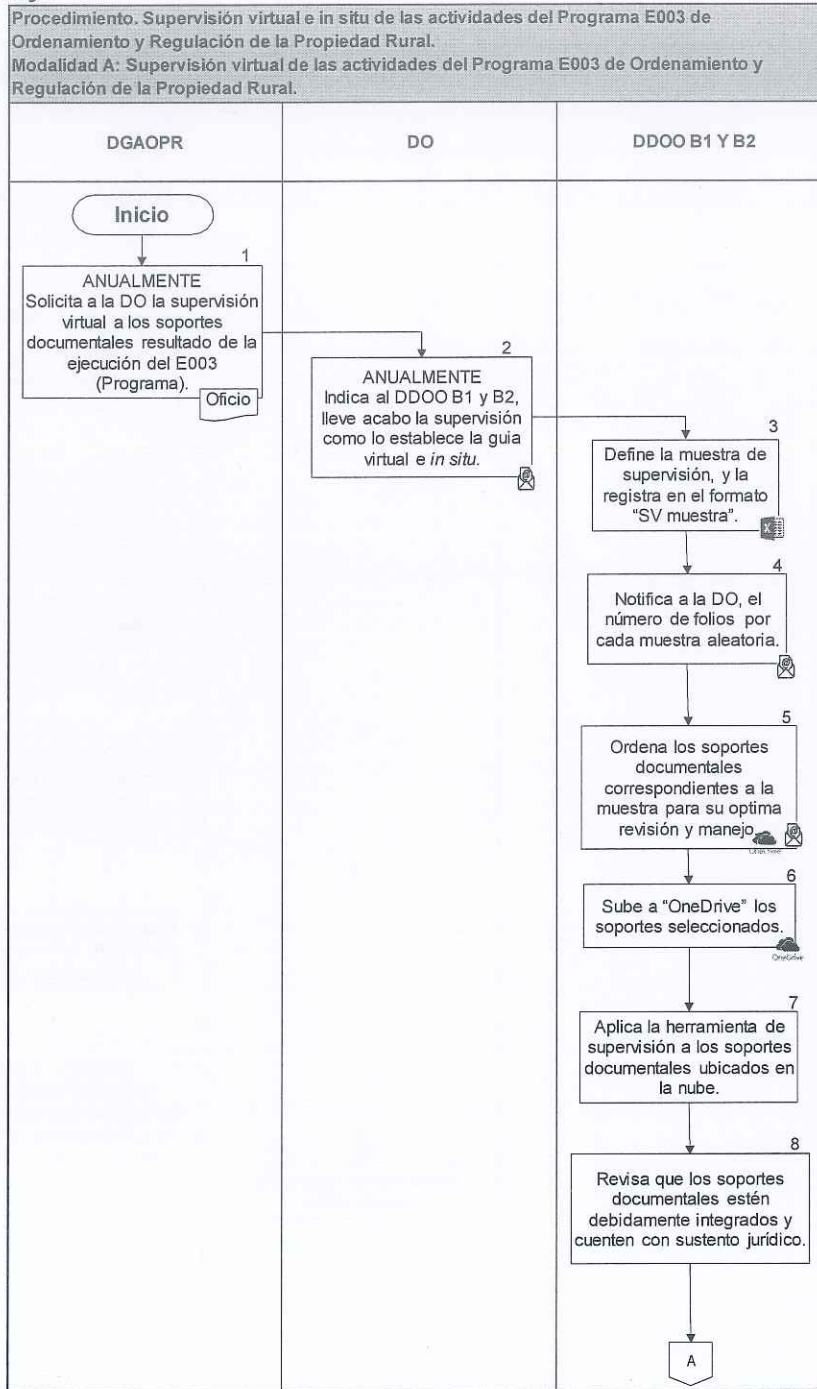 Procedimiento. Supervisión virtual e in situ de las actividades del Programa E003 de
Ordenamiento y Regulación de la Propiedad Rural.
Modalidad A: Supervisión virtual de las actividades del Programa E003 de Ordenamiento y
Regulación de la Propiedad Rural.
DGAOPR
DO
DDOO B1 Y B2
Inicio
1
ANUALMENTE
Solicita a la DO la supervisión
virtual a los soportes
documentales resultado de la
ejecución del E003
(Programa).
Oficio
2
ANUALMENTE
Indica al DDOO B1 y B2,
lleve acabo la supervisión
como lo establece la guia
virtual e in situ.
3
Define la muestra de
supervisión, y la
registra en el formato
“SV muestra”.
4
Notifica a la DO, el
número de folios por
cada muestra aleatoria.
5
Ordena los soportes
documentales
correspondientes a la
muestra para su optima
revisión y manejo
6
Sube a “OneDrive” los
soportes seleccionados.
OneDrive
7
Aplica la herramienta de
supervisión a los soportes
documentales ubicados en
la nube.
8
Revisa que los soportes
documentales estén
debidamente integrados y
cuenten con sustento jurídico.
A